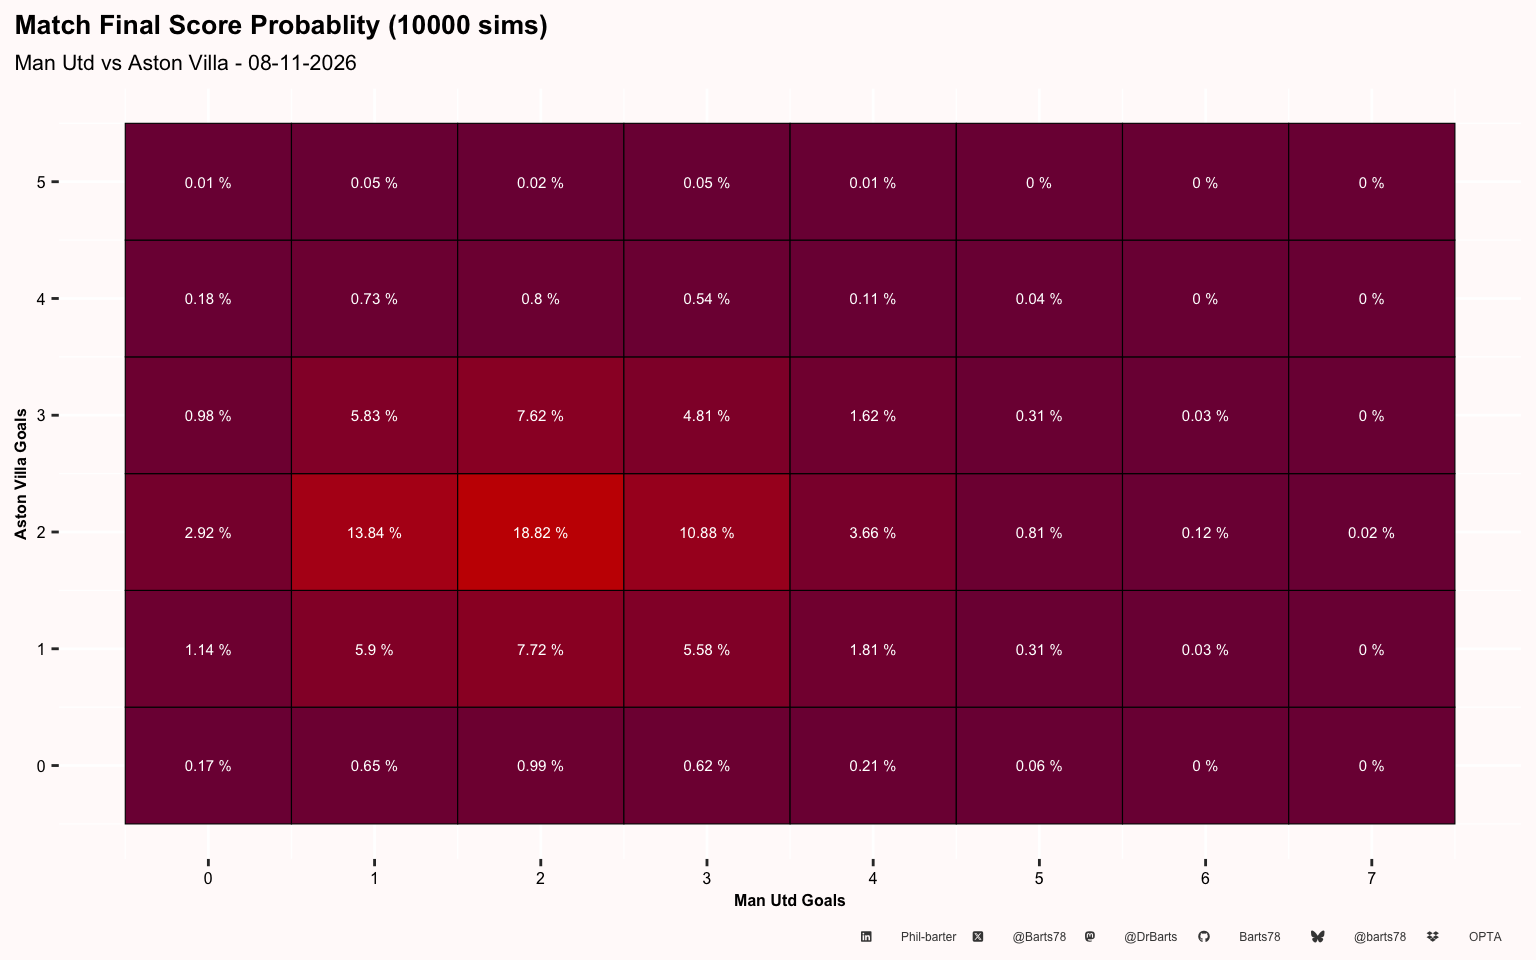 Match Final Score Probablity (10000 sims)
Man Utd vs Aston Villa - 08-11-2026
5 0.01 % 0.05 % 0.02 % 0.05 % 0.01 % 0 % 0 % 0 %
4 0.18 % 0.73 % 0.8 % 0.54 % 0.11 % 0.04 % 0 % 0 %
3 0.98 % 5.83 % 7.62 % 4.81 % 1.62 % 0.31 % 0.03 % 0 %
Aston Villa Goals
2 2.92 % 13.84 % 18.82 % 10.88 % 3.66 % 0.81 % 0.12 % 0.02 %
1 1.14 % 5.9 % 7.72 % 5.58 % 1.81 % 0.31 % 0.03 % 0 %
0 0.17 % 0.65 % 0.99 % 0.62 % 0.21 % 0.06 % 0 % 0 %
0 1 2 3 4 5 6 7
Man Utd Goals
Phil-barter @Barts78 @DrBarts Barts78 @barts78 OPTA